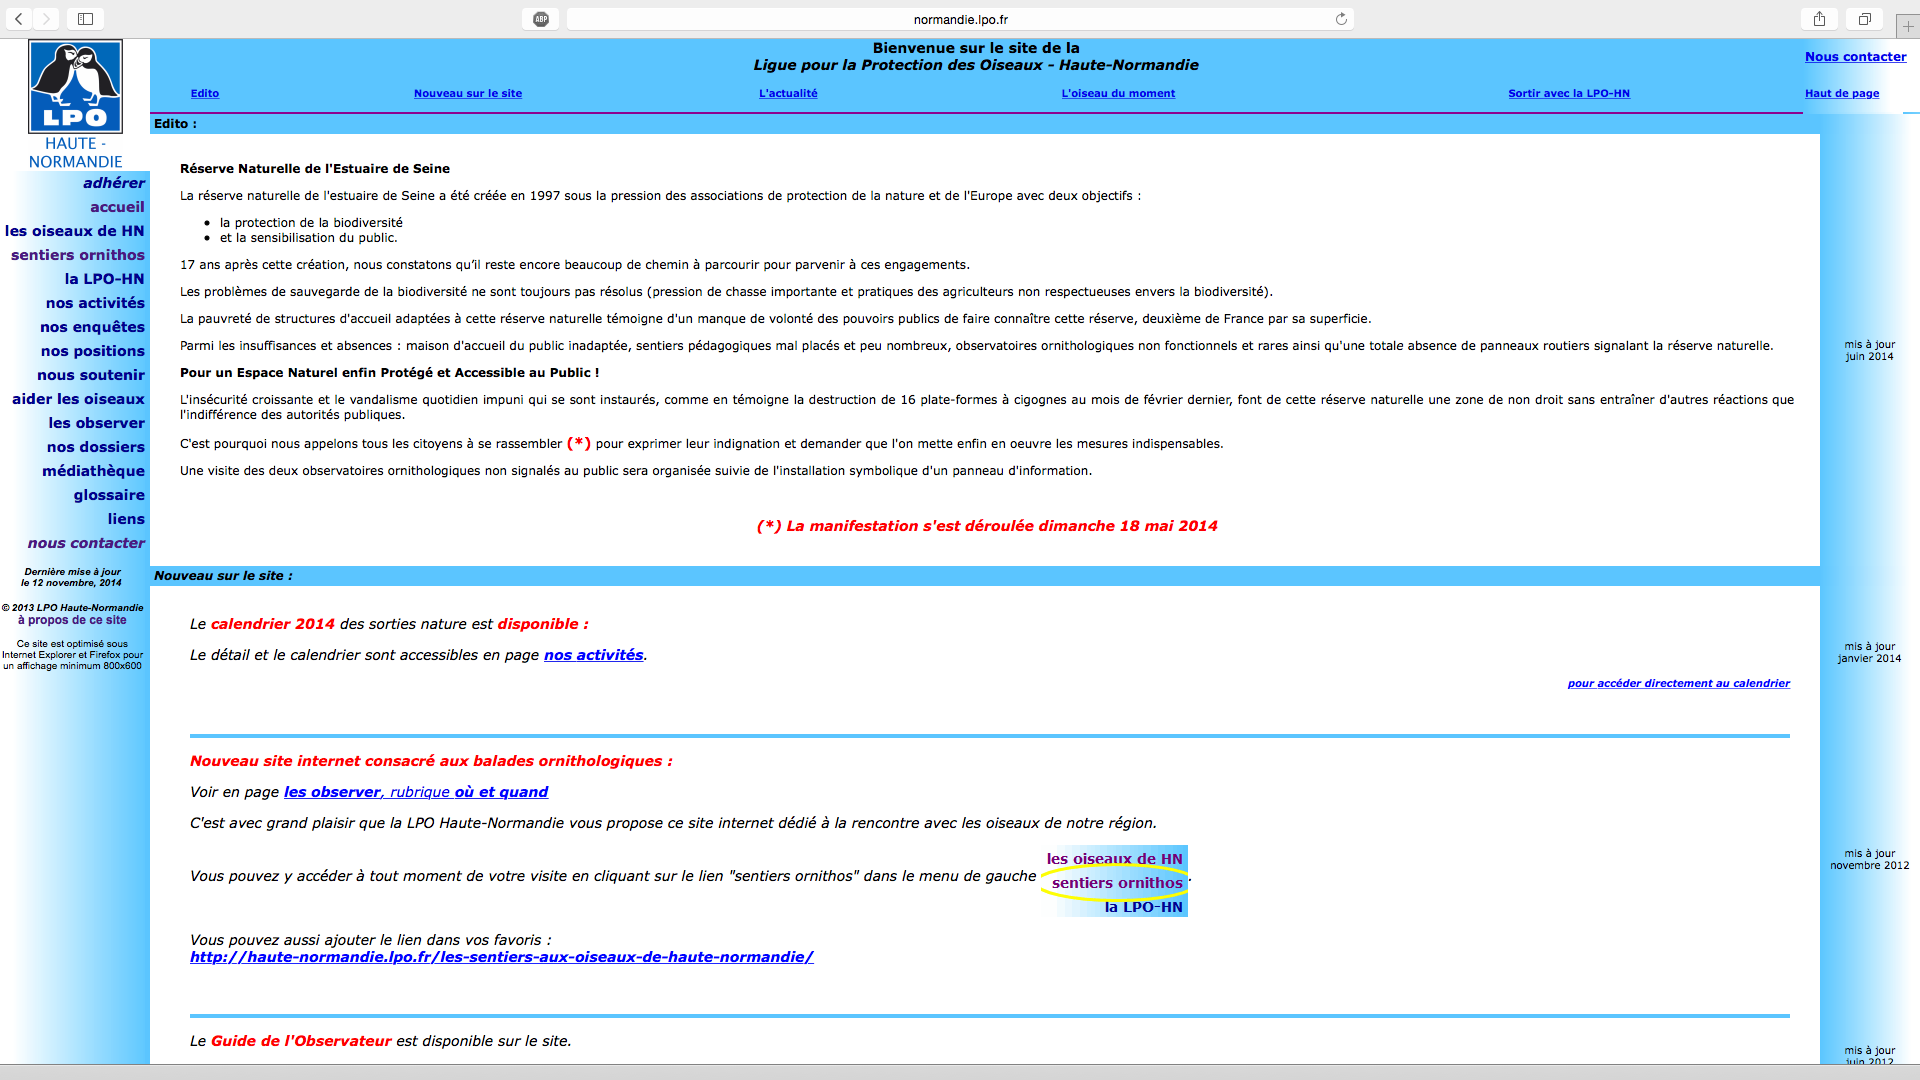 ABP
normandie.lpo.fr
LPO
HAUTE -
NORMANDIE
Bienvenue sur le site de la
Ligue pour la Protection des Oiseaux - Haute-Normandie
Nous contacter
Edito
Nouveau sur le site
L'actualité
L'oiseau du moment
Sortir avec la LPO-HN
Haut de page
adhérer
accueil
les oiseaux de HN
sentiers ornithos
la LPO-HN
nos activités
nos enquêtes
nos positions
nous soutenir
aider les oiseaux
les observer
nos dossiers
médiathèque
glossaire
liens
nous contacter
Dernière mise à jour
le 12 novembre, 2014
© 2013 LPO Haute-Normandie
à propos de ce site
Ce site est optimisé sous
Internet Explorer et Firefox pour
un affichage minimum 800x600
Edito :
Réserve Naturelle de l'Estuaire de Seine
La réserve naturelle de l'estuaire de Seine a été créée en 1997 sous la pression des associations de protection de la nature et de l'Europe avec deux objectifs :
• la protection de la biodiversité
• et la sensibilisation du public.
17 ans après cette création, nous constatons qu’il reste encore beaucoup de chemin à parcourir pour parvenir à ces engagements.
Les problèmes de sauvegarde de la biodiversité ne sont toujours pas résolus (pression de chasse importante et pratiques des agriculteurs non respectueuses envers la biodiversité).
La pauvreté de structures d'accueil adaptées à cette réserve naturelle témoigne d'un manque de volonté des pouvoirs publics de faire connaître cette réserve, deuxième de France par sa superficie.
Parmi les insuffisances et absences : maison d'accueil du public inadaptée, sentiers pédagogiques mal placés et peu nombreux, observatoires ornithologiques non fonctionnels et rares ainsi qu'une totale absence de panneaux routiers signalant la réserve naturelle.
mis à jour
juin 2014
Pour un Espace Naturel enfin Protégé et Accessible au Public !
L'insécurité croissante et le vandalisme quotidien impuni qui se sont instaurés, comme en témoigne la destruction de 16 plate-formes à cigognes au mois de février dernier, font de cette réserve naturelle une zone de non droit sans entraîner d'autres réactions que
l'indifférence des autorités publiques.
C'est pourquoi nous appelons tous les citoyens à se rassembler (*) pour exprimer leur indignation et demander que l'on mette enfin en oeuvre les mesures indispensables.
Une visite des deux observatoires ornithologiques non signalés au public sera organisée suivie de l'installation symbolique d'un panneau d'information.
(*) La manifestation s'est déroulée dimanche 18 mai 2014
Nouveau sur le site :
Le calendrier 2014 des sorties nature est disponible :
Le détail et le calendrier sont accessibles en page nos activités.
mis à jour
janvier 2014
pour accéder directement au calendrier
Nouveau site internet consacré aux balades ornithologiques :
Voir en page les observer, rubrique où et quand
C'est avec grand plaisir que la LPO Haute-Normandie vous propose ce site internet dédié à la rencontre avec les oiseaux de notre région.
mis à jour
novembre 2012
Vous pouvez y accéder à tout moment de votre visite en cliquant sur le lien "sentiers ornithos" dans le menu de gauche
les oiseaux de HN
sentiers ornithos
la LPO-HN
.
Vous pouvez aussi ajouter le lien dans vos favoris :
http://haute-normandie.lpo.fr/les-sentiers-aux-oiseaux-de-haute-normandie/
Le Guide de l'Observateur est disponible sur le site.
mis à jour
juin 2012